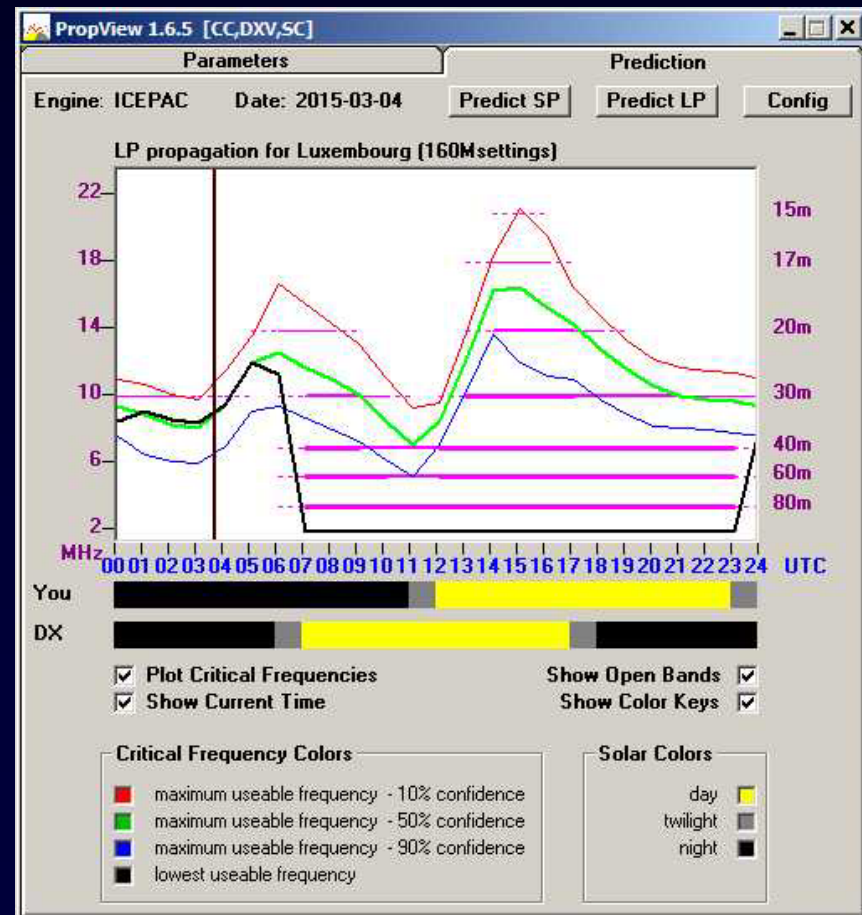 PropView 1.6.5 [CC,DXV,SC]
Parameters Prediction
Engine: ICEPAC Date: 2015-03-04 Predict SP Predict LP Config
LP propagation for Luxembourg (160Msettings)
22 15m
18 17m
14 20m
10 30m
40m
6 60m
80m
2
MHz 00 01 02 03 04 05 06 07 08 09 10 11 12 13 14 15 16 17 18 19 20 21 22 23 24 UTC
You
DX
Plot Critical Frequencies Show Open Bands
Show Current Time Show Color Keys
Critical Frequency Colors Solar Colors
maximum useable frequency - 10% confidence day
maximum useable frequency - 50% confidence twilight
maximum useable frequency - 90% confidence night
lowest useable frequency